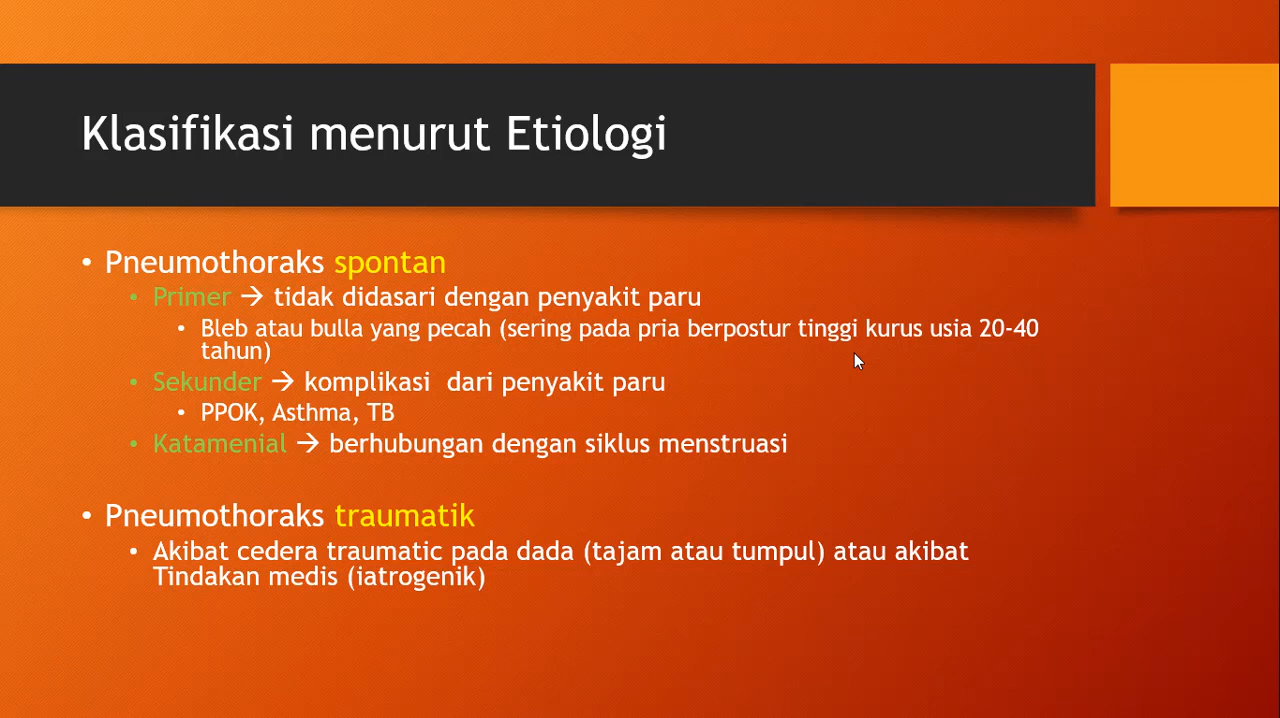 Klasifikasi menurut Etiologi
• Pneumothoraks spontan
• Primer → tidak didasari dengan penyakit paru
• Bleb atau bulla yang pecah (sering pada pria berpostur tinggi kurus usia 20-40
tahun)
• Sekunder → komplikasi  dari penyakit paru
• PPOK, Asthma, TB
• Katamenial → berhubungan dengan siklus menstruasi
• Pneumothoraks traumatik
• Akibat cedera traumatic pada dada (tajam atau tumpul) atau akibat
Tindakan medis (iatrogenik)